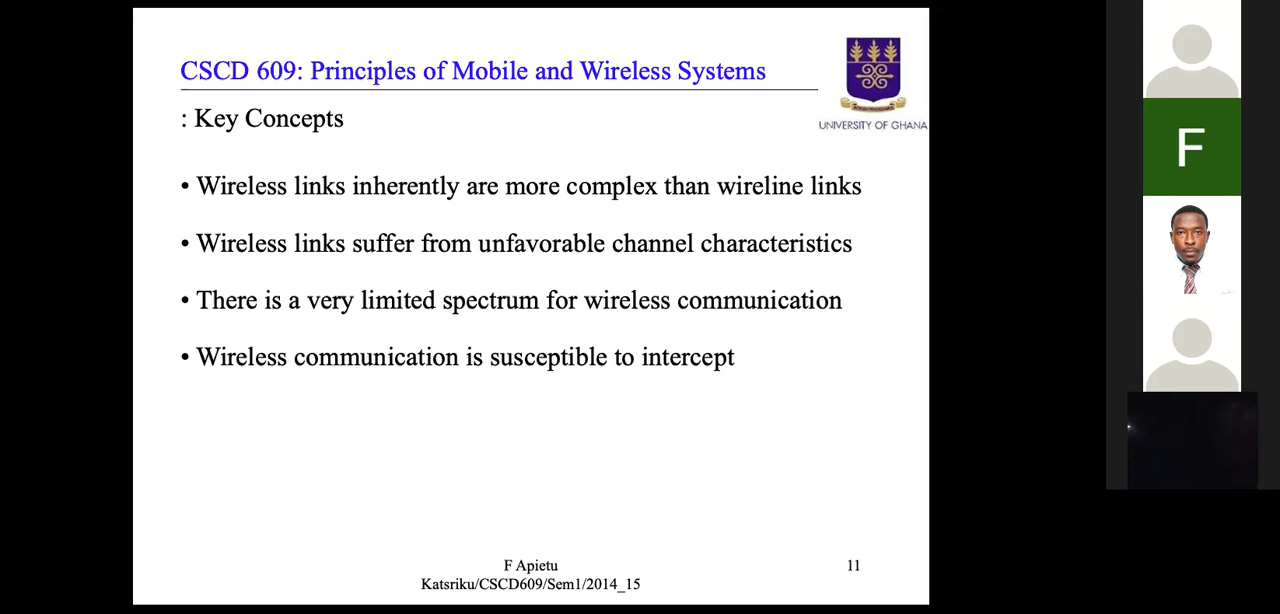 CSCD 609: Principles of Mobile and Wireless Systems
UNIVERSITY OF GHANA
: Key Concepts
• Wireless links inherently are more complex than wireline links
• Wireless links suffer from unfavorable channel characteristics
• There is a very limited spectrum for wireless communication
• Wireless communication is susceptible to intercept
F Apietu
Katsriku/CSCD609/Sem1/2014_15
11
F